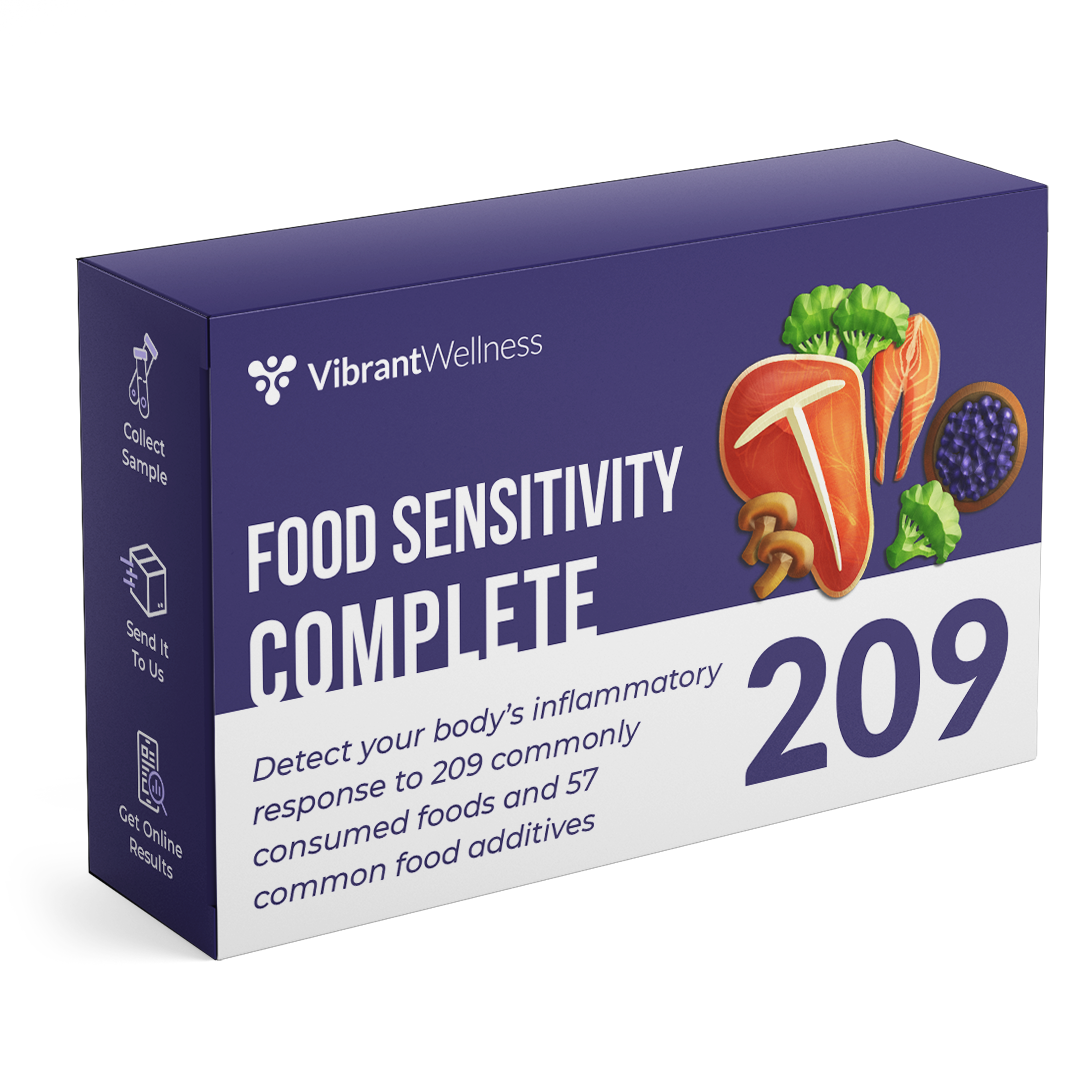 VibrantWellness
FOOD SENSITIVITY
COMPLETE
Detect your body's inflammatory
response to 209 commonly
consumed foods and 57
common food additives
209
Collect
Sample
Send It
To Us
Get Online
Results